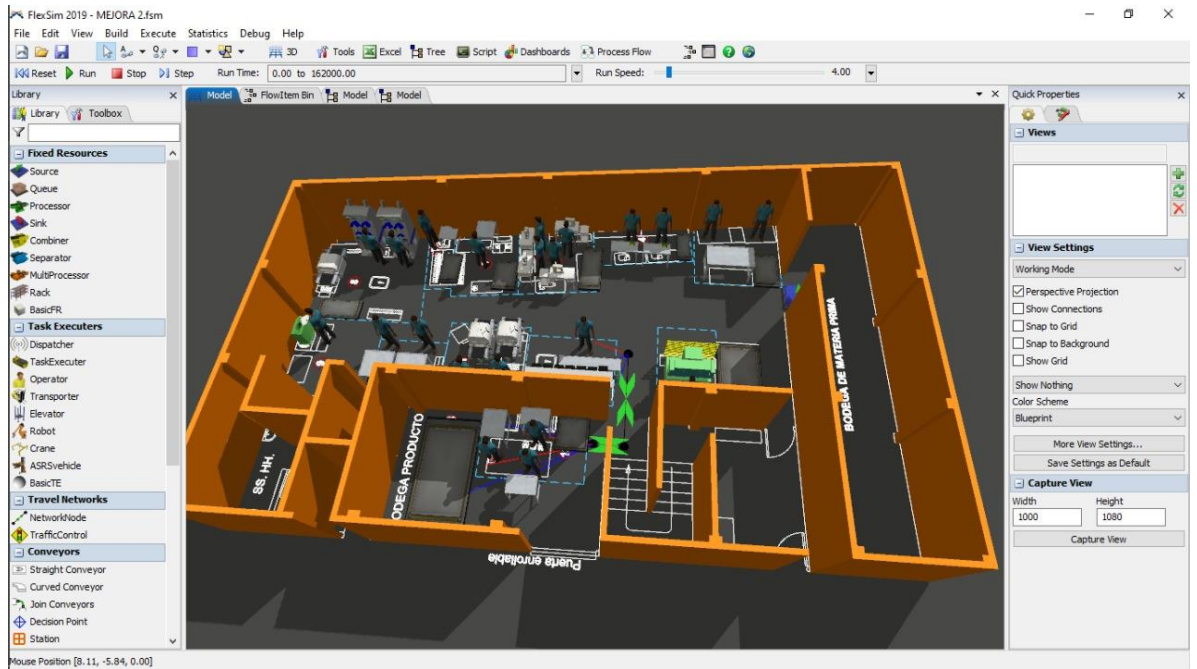 FlexSim 2019 - MEJORA 2.fsm
File Edit View Build Execute Statistics Debug Help
3D Tools Excel Tree Script Dashboards Process Flow
Reset Run Stop Step Run Time: 0.00 to 162000.00 Run Speed: 4.00
Library
Library Toolbox
Fixed Resources
Source
Queue
Processor
Sink
Combiner
Separator
MultiProcessor
Rack
BasicFR
Task Executers
Dispatcher
TaskExecuter
Operator
Transporter
Elevator
Robot
Crane
ASRSvehide
BasicTE
Travel Networks
NetworkNode
TrafficControl
Conveyors
Straight Conveyor
Curved Conveyor
Join Conveyors
Decision Point
Station
Model FlowItem Bin Model Model
BODEGA DE MATERIA PRIMA
ODEGA PRODUCTO
SS. HH.
Puerta enrollable
Quick Properties
Views
View Settings
Working Mode
Perspective Projection
Show Connections
Snap to Grid
Snap to Background
Show Grid
Show Nothing
Color Scheme
Blueprint
More View Settings...
Save Settings as Default
Capture View
Width Height
1000 1080
Capture View
Mouse Position [8.11, -5.84, 0.00]